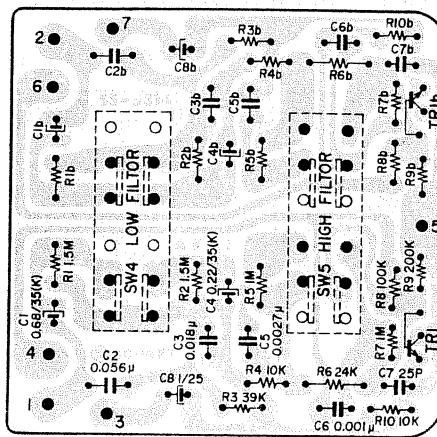 2
7
C2b
C8b
R3b
R4b
C6b
R6b
R10b
C7b
6
C1b
C3b
C5b
R7b
TR1b
R1b
R2b
C4b
R5b
R8b
R9b
SW4 LOW FILTOR
SW5 HIGH FILTOR
5
R1 1.5M
R2 1.5M
C4 0.22/35(K)
R5 1M
R8 100K
R9 200K
C1
0.68/35(K)
C3
0.018µ
C5
0.0027µ
R7 1M
TR1
4
C2
0.056µ
C8 1/25
R4 10K
R6 24K
C7 25P
1
3
R3 39K
C6 0.001µ
R10 10K